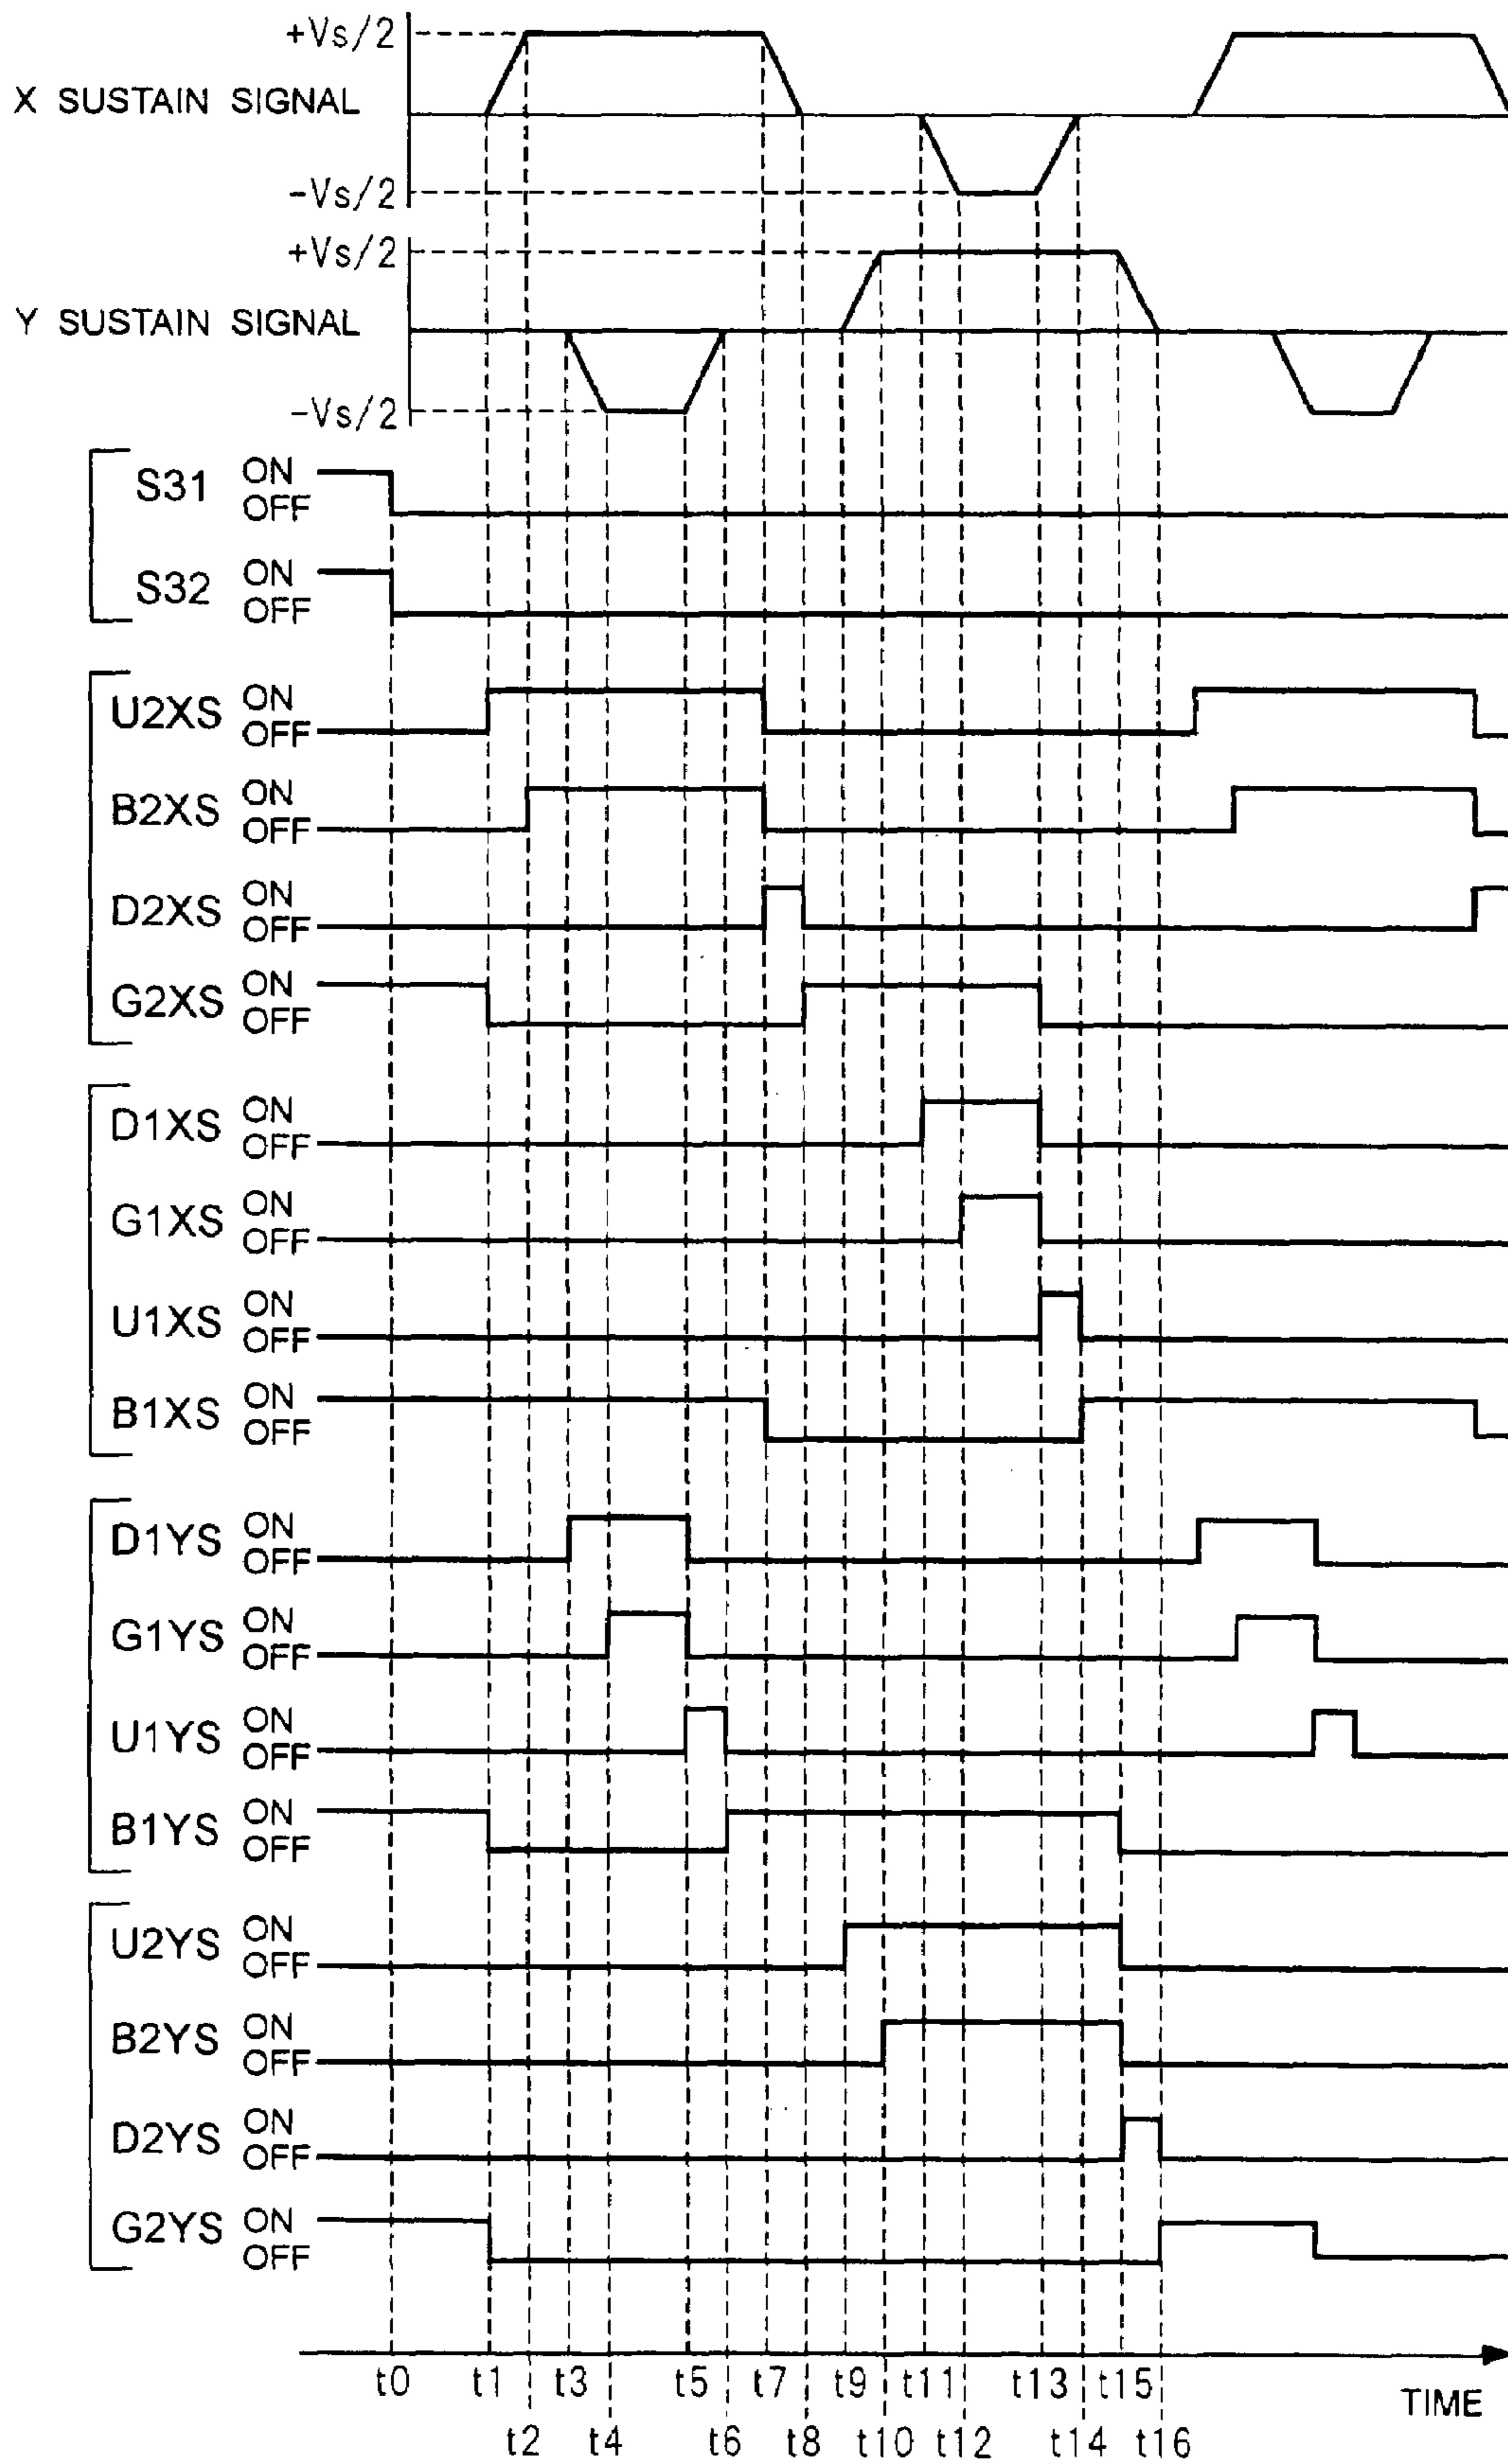 +Vs/2
X SUSTAIN SIGNAL
-Vs/2
+Vs/2
Y SUSTAIN SIGNAL
-Vs/2
S31 ON
OFF
S32 ON
OFF
U2XS ON
OFF
B2XS ON
OFF
D2XS ON
OFF
G2XS ON
OFF
D1XS ON
OFF
G1XS ON
OFF
U1XS ON
OFF
B1XS ON
OFF
D1YS ON
OFF
G1YS ON
OFF
U1YS ON
OFF
B1YS ON
OFF
U2YS ON
OFF
B2YS ON
OFF
D2YS ON
OFF
G2YS ON
OFF
t0 t1 t3 t5 t7 t9 t11 t13 t15
TIME
t2 t4 t6 t8 t10 t12 t14 t16